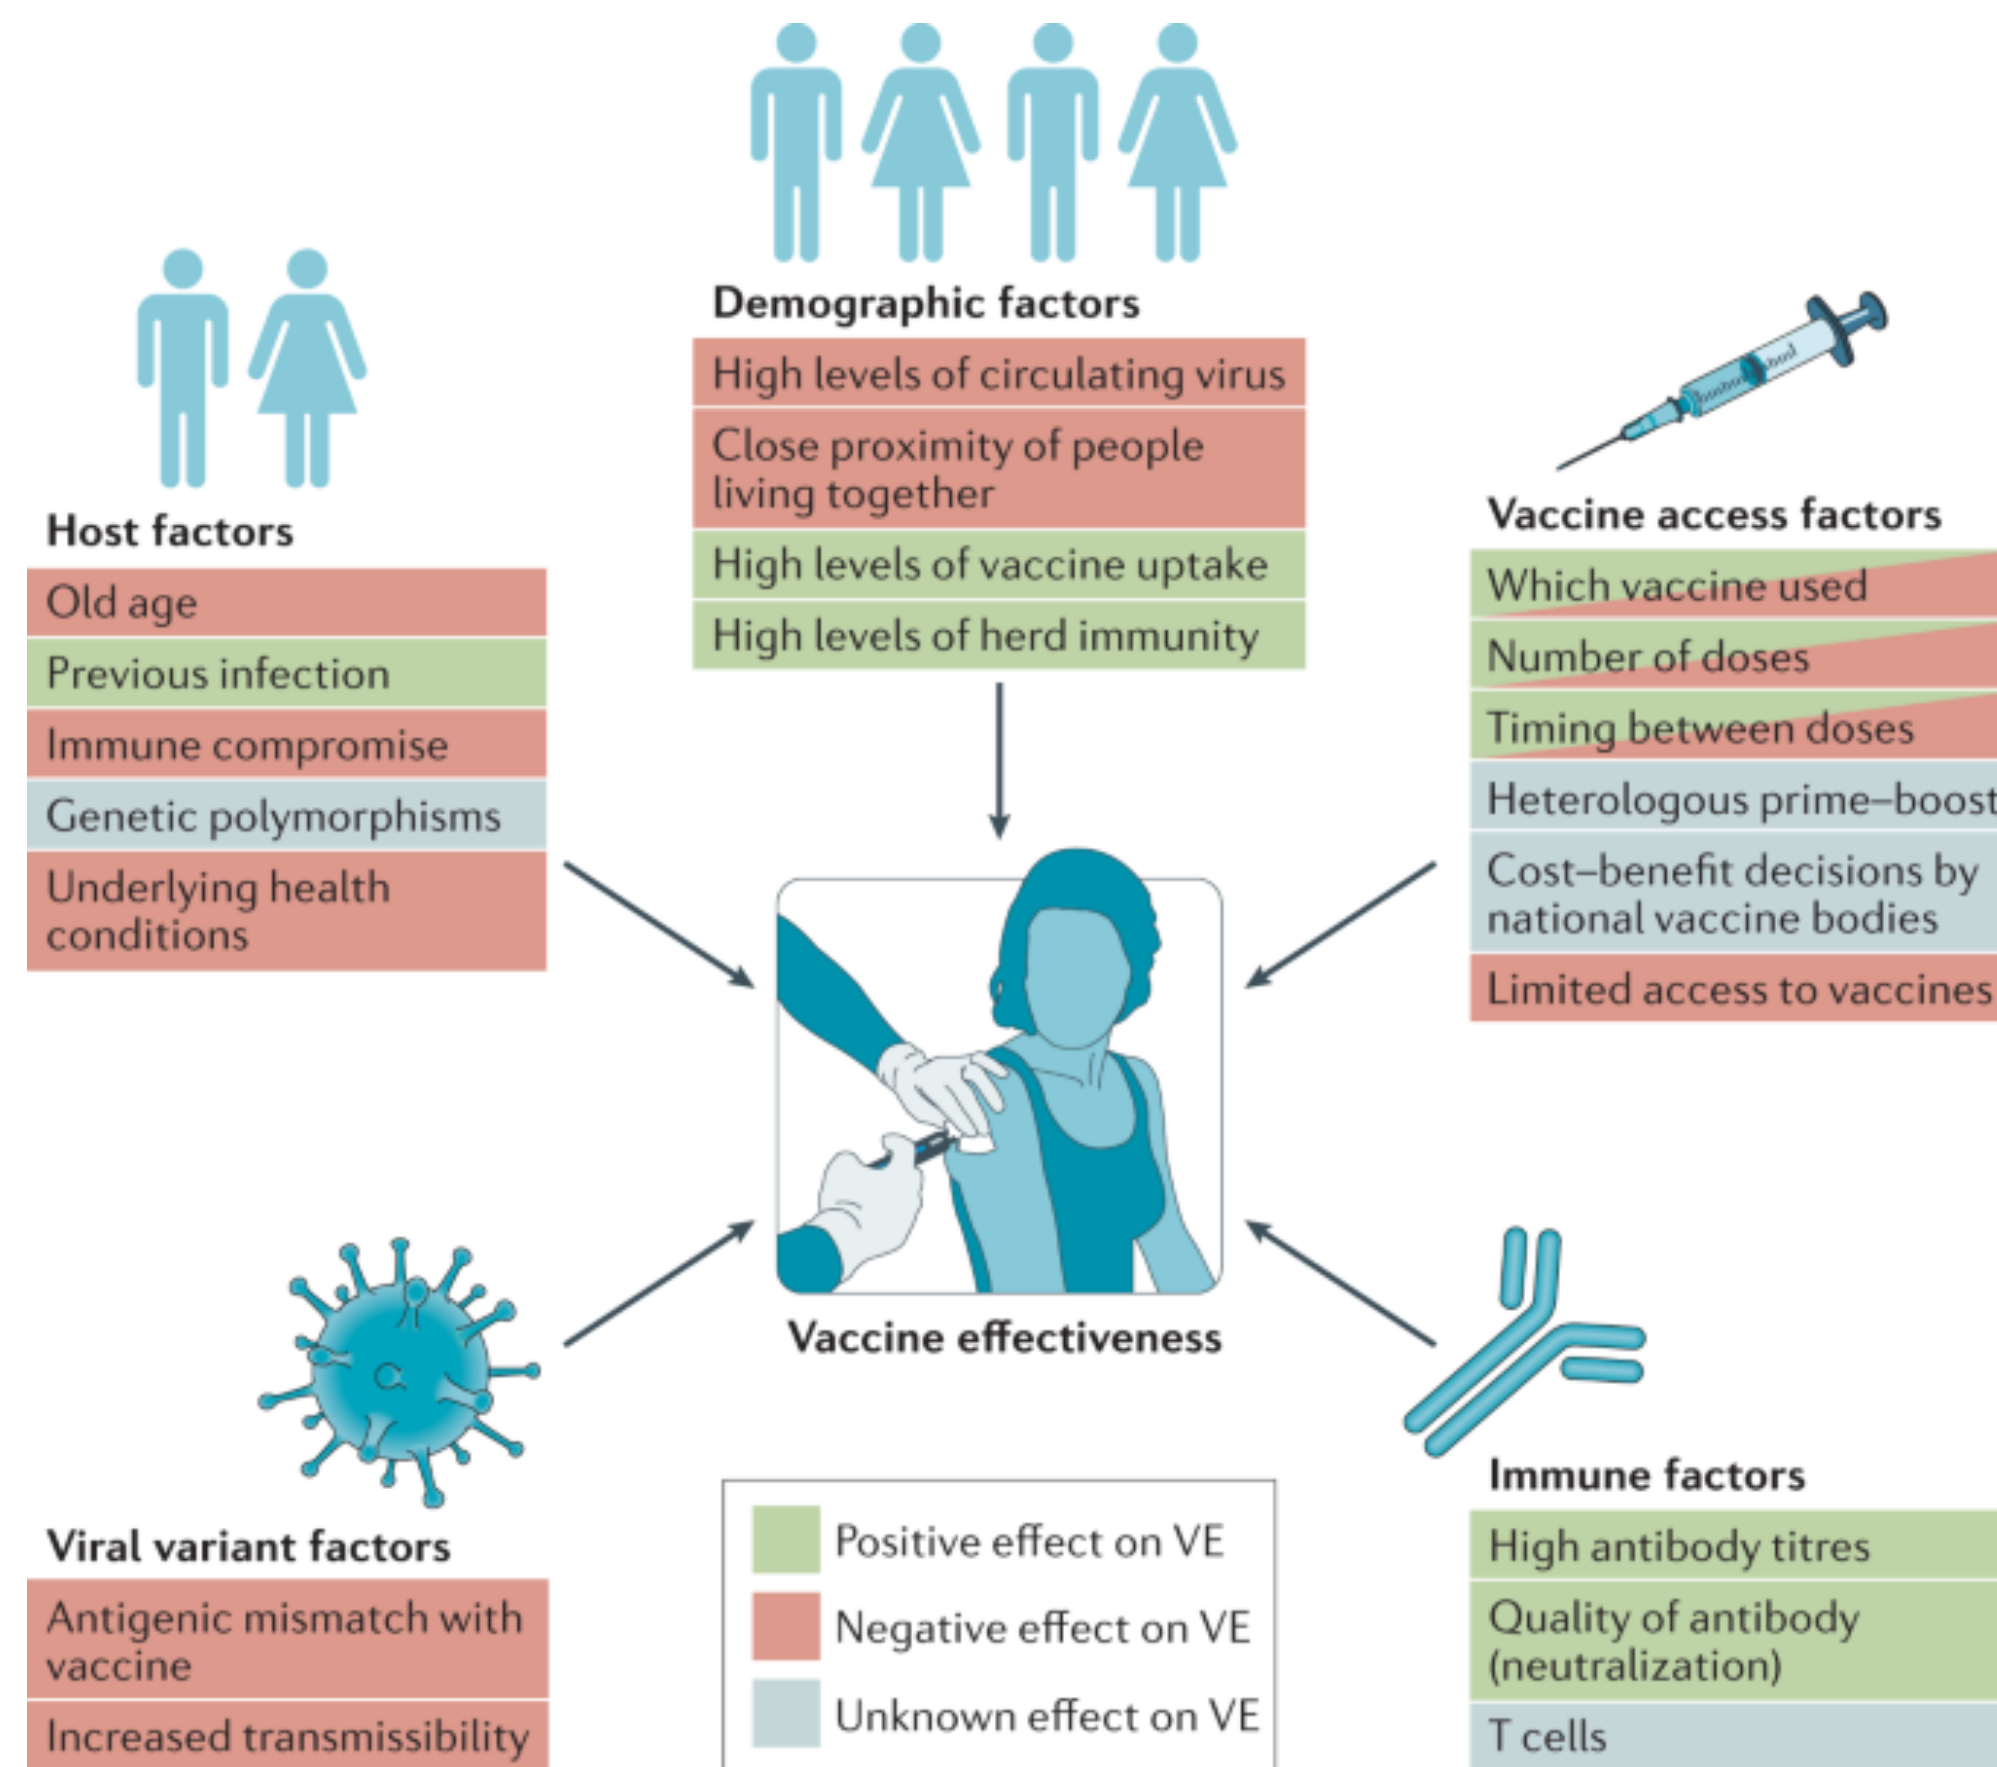 Demographic factors
High levels of circulating virus
Close proximity of people
living together
High levels of vaccine uptake
High levels of herd immunity
Host factors
Old age
Previous infection
Immune compromise
Genetic polymorphisms
Underlying health
conditions
Vaccine access factors
Which vaccine used
Number of doses
Timing between doses
Heterologous prime–boost
Cost–benefit decisions by
national vaccine bodies
Limited access to vaccines
Vaccine effectiveness
Viral variant factors
Antigenic mismatch with
vaccine
Increased transmissibility
Positive effect on VE
Negative effect on VE
Unknown effect on VE
Immune factors
High antibody titres
Quality of antibody
(neutralization)
T cells